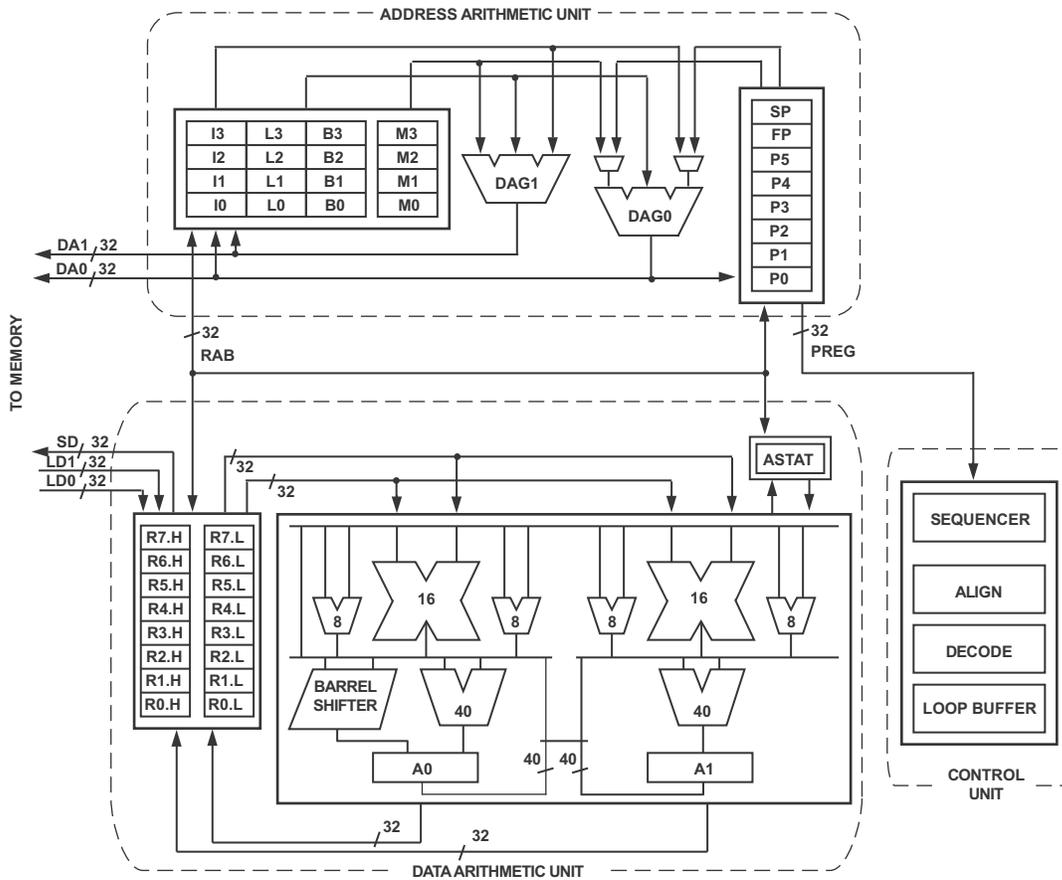 ADDRESS ARITHMETIC UNIT
I3 L3 B3 M3
I2 L2 B2 M2
I1 L1 B1 M1
I0 L0 B0 M0
DAG1
DAG0
SP
FP
P5
P4
P3
P2
P1
P0
DA1 32
DA0 32
TO MEMORY
32
RAB
32
PREG
SD 32
LD1 32
LD0 32
32
32
ASTAT
R7.H R7.L
R6.H R6.L
R5.H R5.L
R4.H R4.L
R3.H R3.L
R2.H R2.L
R1.H R1.L
R0.H R0.L
8
16
8
8
16
8
BARREL
SHIFTER
40
40
A0
40
40
A1
32
32
DATA ARITHMETIC UNIT
SEQUENCER
ALIGN
DECODE
LOOP BUFFER
CONTROL
UNIT